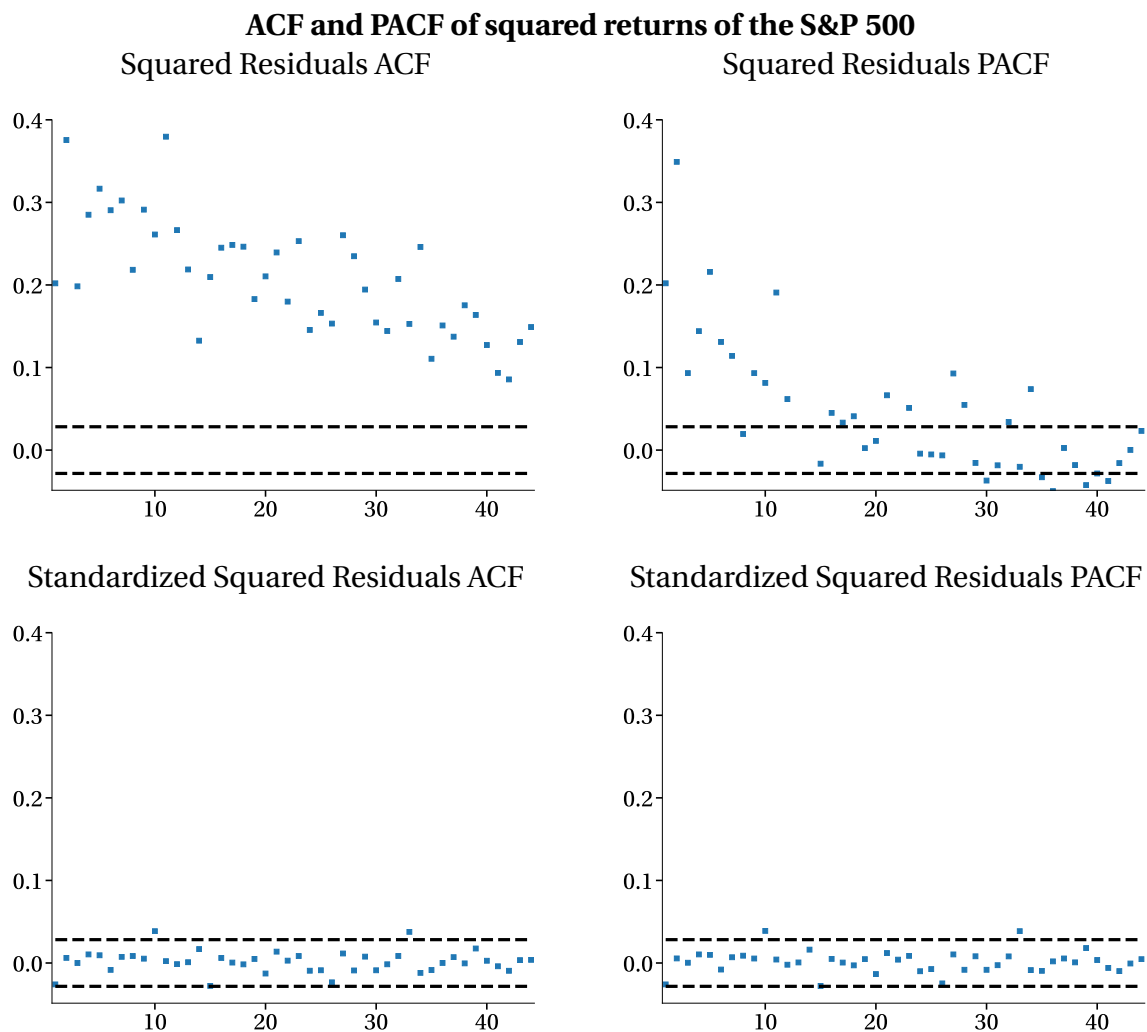 ACF and PACF of squared returns of the S&P 500
Squared Residuals ACF
0.4
0.3
0.2
0.1
0.0
10 20 30 40
Squared Residuals PACF
0.4
0.3
0.2
0.1
0.0
10 20 30 40
Standardized Squared Residuals ACF
0.4
0.3
0.2
0.1
0.0
10 20 30 40
Standardized Squared Residuals PACF
0.4
0.3
0.2
0.1
0.0
10 20 30 40